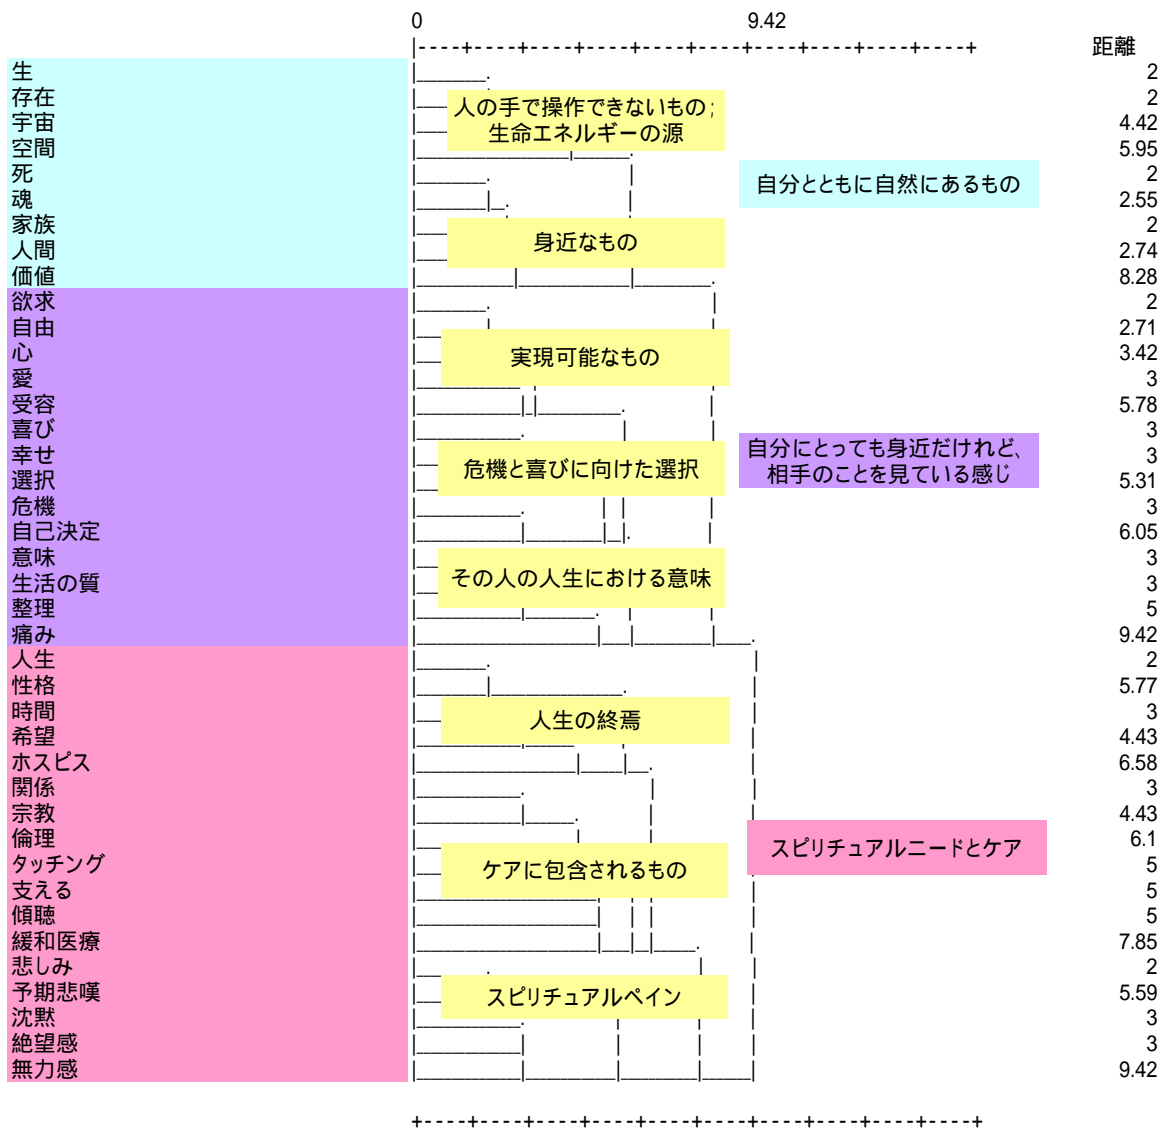 0 9.42
|----+----+----+----+----+----+----+----+----+----+ 距離
生 2
存在 2
人の手で操作できないもの;
宇宙 4.42
生命エネルギーの源
空間 5.95
死 2
自分とともに自然にあるもの
魂 2.55
家族 2
身近なもの
人間 2.74
価値 8.28
欲求 2
自由 2.71
心 3.42
実現可能なもの
愛 3
受容 5.78
喜び 3
幸せ 3
自分にとっても身近だけれど、
危機と喜びに向けた選択
相手のことを見ている感じ
選択 5.31
危機 3
自己決定 6.05
意味 3
その人の人生における意味
生活の質 3
整理 5
痛み 9.42
人生 2
性格 5.77
時間 3
人生の終焉
希望 4.43
ホスピス 6.58
関係 3
宗教 4.43
倫理 6.1
スピリチュアルニードとケア
タッチング 5
ケアに包含されるもの
支える 5
傾聴 5
緩和医療 7.85
悲しみ 2
予期悲嘆 5.59
スピリチュアルペイン
沈黙 3
絶望感 3
無力感 9.42
+----+----+----+----+----+----+----+----+----+----+